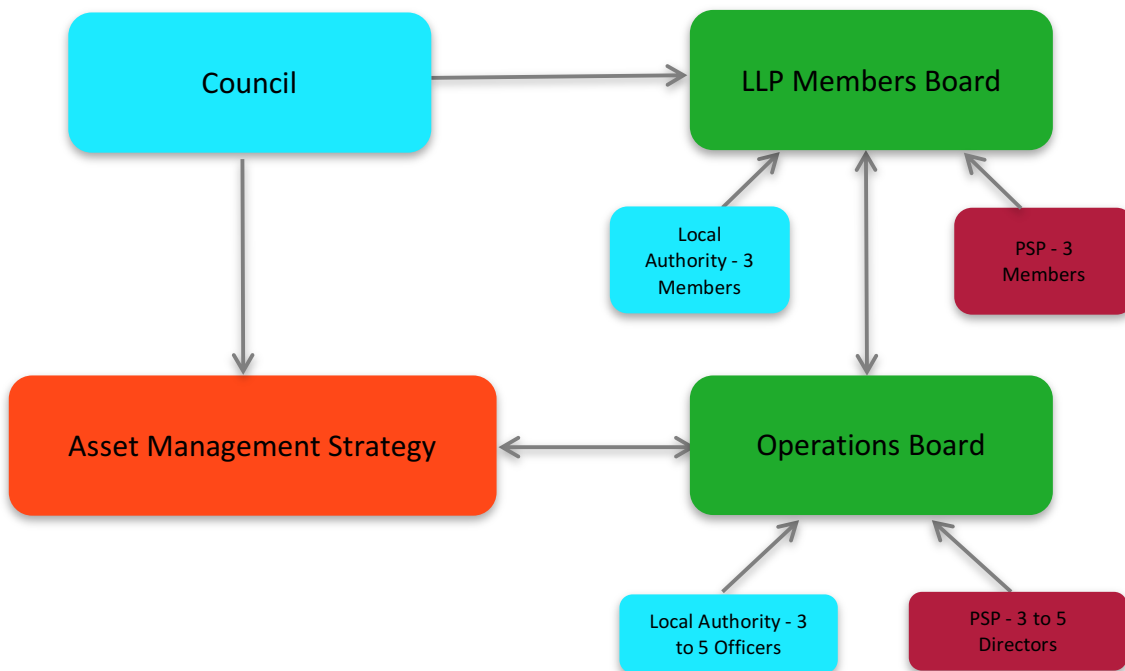 Council
LLP Members Board
Local
Authority - 3
Members
PSP - 3
Members
Asset Management Strategy
Operations Board
Local Authority - 3
to 5 Officers
PSP - 3 to 5
Directors